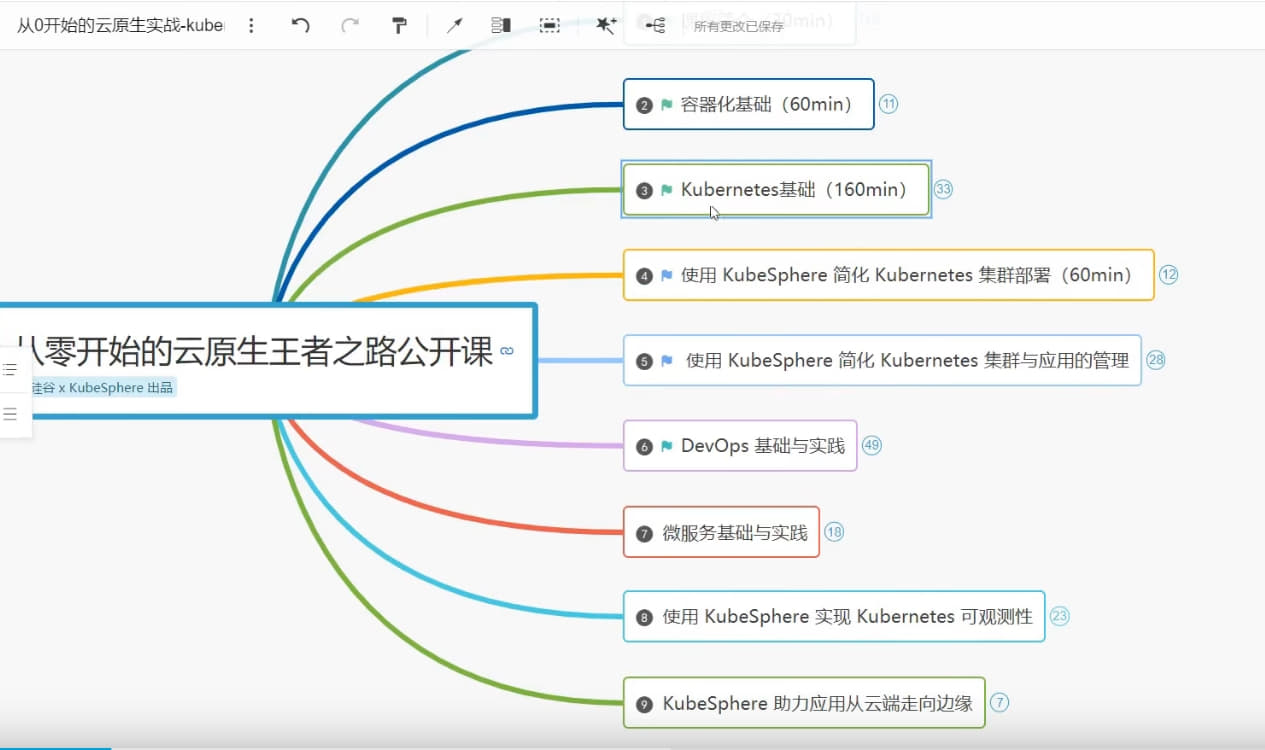 从0开始的云原生实战-kube
所有更改已保存
2 容器化基础（60min） 11
3 Kubernetes基础（160min） 33
4 使用 KubeSphere 简化 Kubernetes 集群部署（60min） 12
从零开始的云原生王者之路公开课
硅谷 x KubeSphere 出品
5 使用 KubeSphere 简化 Kubernetes 集群与应用的管理 28
6 DevOps 基础与实践 49
7 微服务基础与实践 18
8 使用 KubeSphere 实现 Kubernetes 可观测性 23
9 KubeSphere 助力应用从云端走向边缘 7